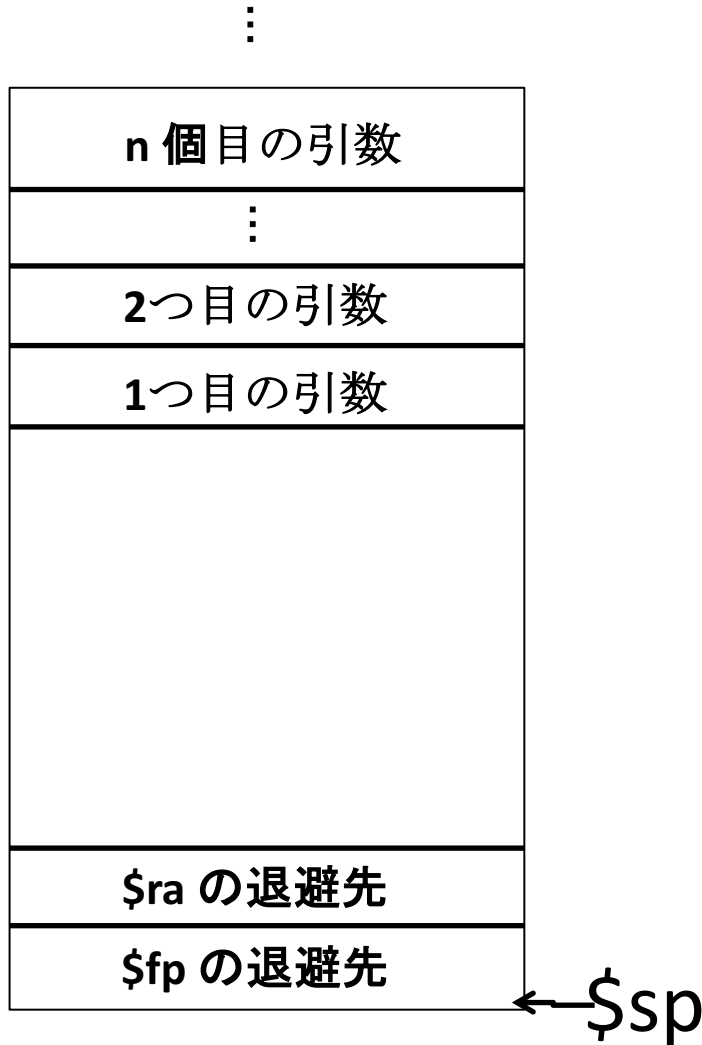 ⋮
n 個目の引数
⋮
2つ目の引数
1つ目の引数
$ra の退避先
$fp の退避先
$sp